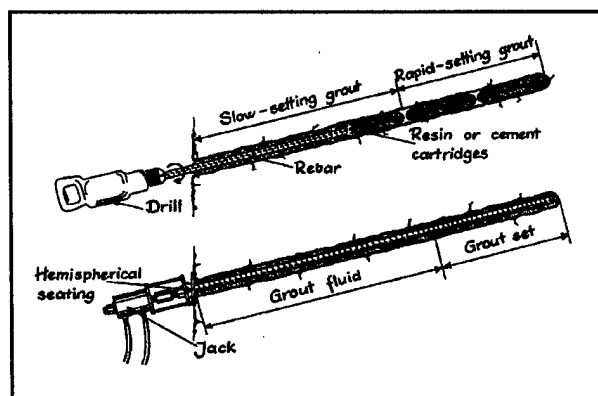 Rapid-setting grout
Slow-setting grout
Resin or cement
cartridges
Rebar
Drill
Hemispherical
seating
Grout fluid
Grout set
Jack